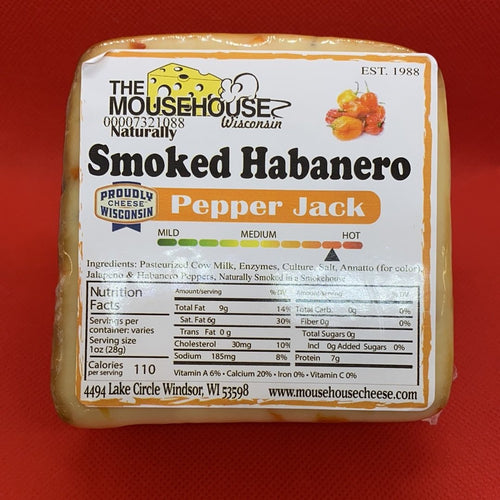 EST. 1988
THE
MOUSEHOUSE
Wisconsin
00007321088
Naturally
Smoked Habanero
PROUDLY
WISCONSIN
CHEESE
Pepper Jack
MILD MEDIUM HOT
Ingredients: Pasteurized Cow Milk, Enzymes, Culture, Salt, Annatto (for color),
Jalapeno & Habanero Peppers, Naturally Smoked in a Smokehouse
Nutrition
Facts
Servings per
container: varies
Serving size
1oz (28g)
Calories 110
per serving
Amount/serving % DV
Total Fat 9g 14%
Sat. Fat 6g 30%
Trans Fat 0 g
Cholesterol 30mg 10%
Sodium 185mg 8%
Amount/serving % DV
Total Carb. 0g 0%
Fiber 0g 0%
Total Sugars 0g
Incl 0g Added Sugars 0%
Protein 7g
Vitamin A 6% • Calcium 20% • Iron 0% • Vitamin C 0%
4494 Lake Circle Windsor, WI 53598 www.mousehousecheese.com